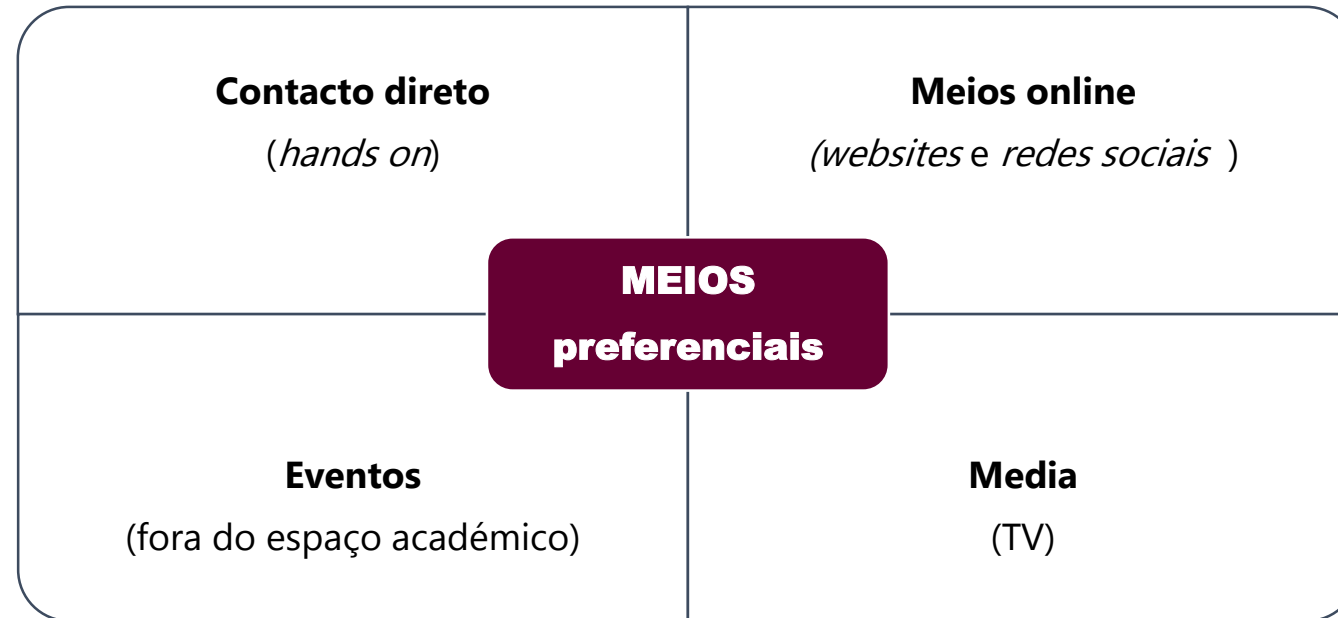 Contacto direto
(hands on)
Meios online
(websites e redes sociais )
MEIOS
preferenciais
Eventos
(fora do espaço académico)
Media
(TV)